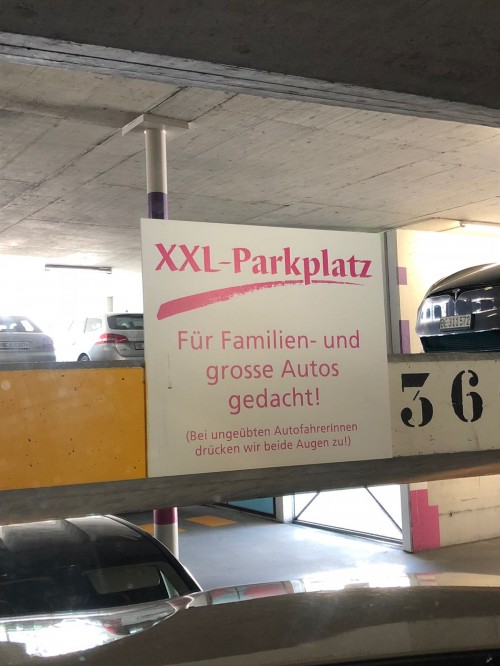 XXL-Parkplatz
Für Familien- und
grosse Autos
gedacht!
(Bei ungeübten AutofahrerInnen
drücken wir beide Augen zu!)
36